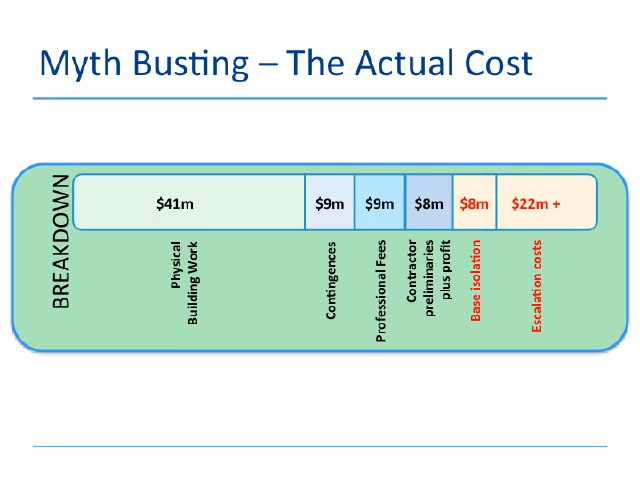 Myth Busting – The Actual Cost
BREAKDOWN
$41m
$9m
$9m
$8m
$8m
$22m +
Physical
Building Work
Contingences
Professional Fees
Contractor
preliminaries
plus profit
Base isolation
Escalation costs